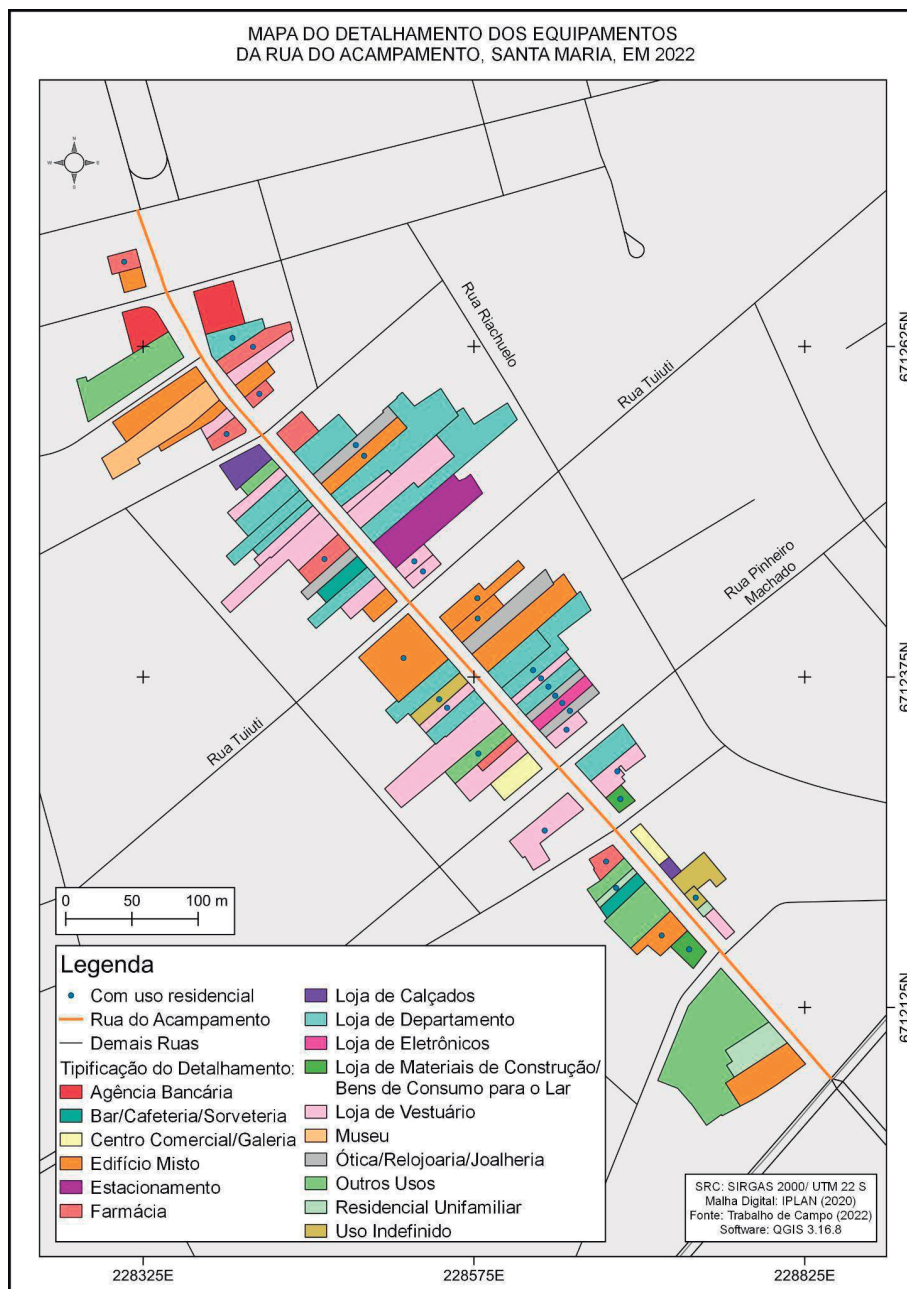 MAPA DO DETALHAMENTO DOS EQUIPAMENTOS
DA RUA DO ACAMPAMENTO, SANTA MARIA, EM 2022
N
W
E
S
Rua Riachuelo
Rua Tuiuti
Rua Pinheiro
Machado
Rua Tuiuti
6712625N
6712375N
6712125N
0 50 100 m
Legenda
Com uso residencial
Rua do Acampamento
Demais Ruas
Tipificação do Detalhamento:
Agência Bancária
Bar/Cafeteria/Sorveteria
Centro Comercial/Galeria
Edifício Misto
Estacionamento
Farmácia
Loja de Calçados
Loja de Departamento
Loja de Eletrônicos
Loja de Materiais de Construção/
Bens de Consumo para o Lar
Loja de Vestuário
Museu
Ótica/Relojoaria/Joalheria
Outros Usos
Residencial Unifamiliar
Uso Indefinido
SRC: SIRGAS 2000/ UTM 22 S
Malha Digital: IPLAN (2020)
Fonte: Trabalho de Campo (2022)
Software: QGIS 3.16.8
228325E
228575E
228825E